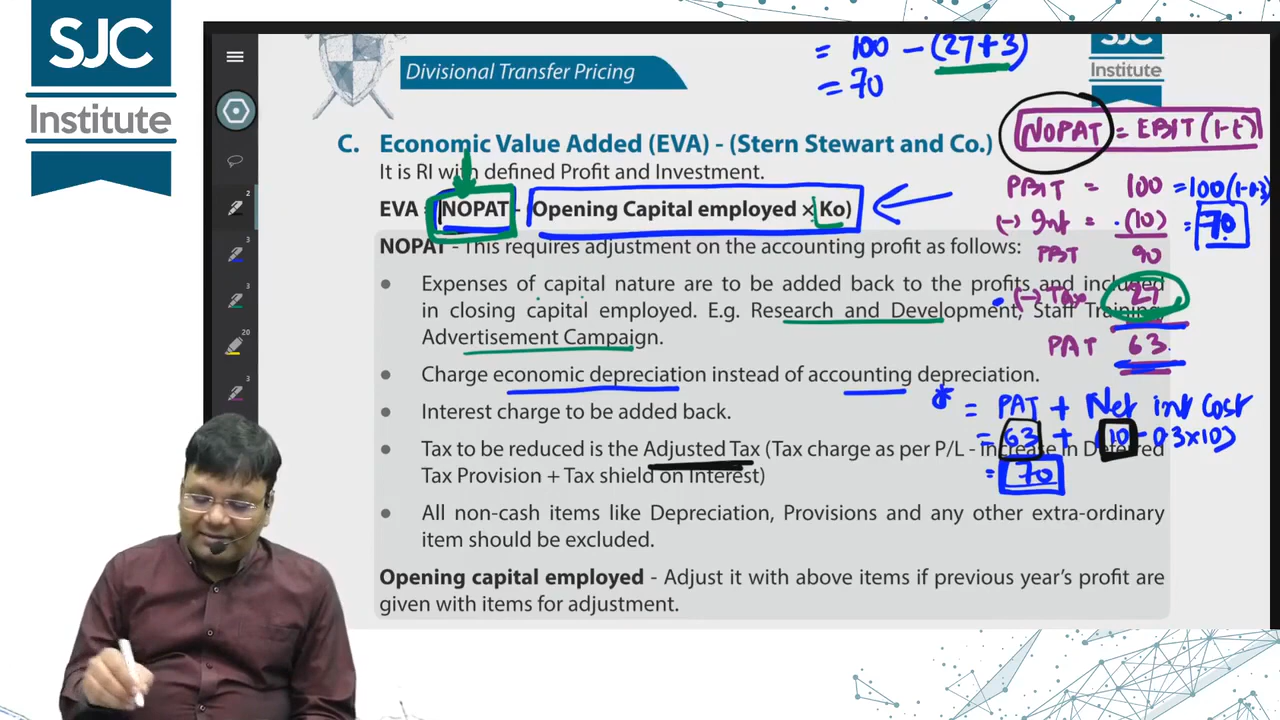 SJC
Institute
Divisional Transfer Pricing
= 100 - (27+3)
= 70
Institute
C. Economic Value Added (EVA) - (Stern Stewart and Co.)
It is RI with defined Profit and Investment.
EVA = (NOPAT - (Opening Capital employed × Ko)
NOPAT - This requires adjustment on the accounting profit as follows:
• Expenses of capital nature are to be added back to the profits and included
in closing capital employed. E.g. Research and Development, Staff Training,
Advertisement Campaign.
• Charge economic depreciation instead of accounting depreciation.
• Interest charge to be added back.
• Tax to be reduced is the Adjusted Tax (Tax charge as per P/L - Increase in Deferred
Tax Provision + Tax shield on Interest)
• All non-cash items like Depreciation, Provisions and any other extra-ordinary
item should be excluded.
Opening capital employed - Adjust it with above items if previous year's profit are
given with items for adjustment.
NOPAT = EBIT (1-t)
PBIT = 100 = 100(1-0.3)
(-) Int = (10) = 70
PBT 90
(-) Tax 27
PAT 63
* = PAT + Net int cost
= 63 + (10 - 0.3×10)
= 70
2
3
3
20
3